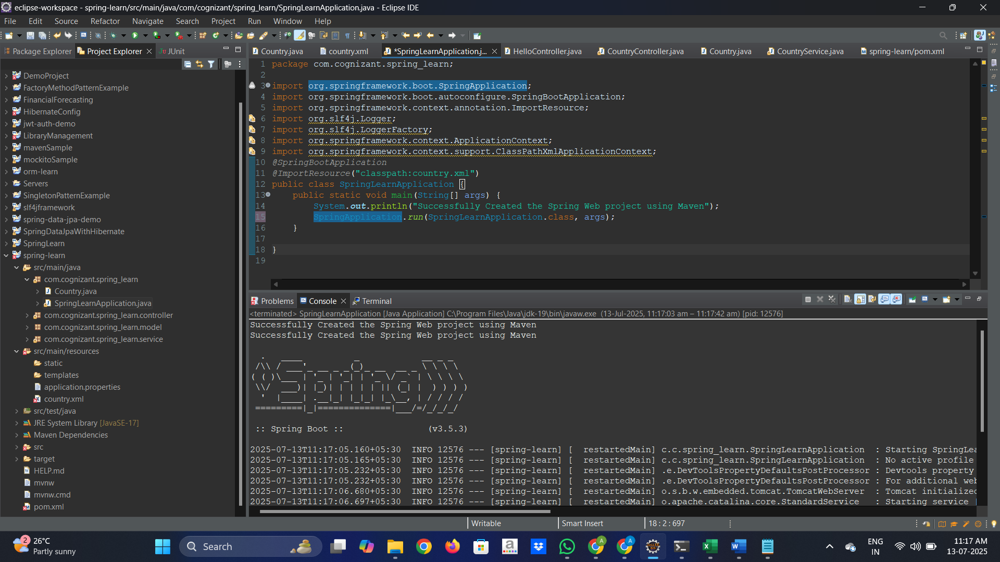 eclipse-workspace - spring-learn/src/main/java/com/cognizant/spring_learn/SpringLearnApplication.java - Eclipse IDE
File Edit Source Refactor Navigate Search Project Run Window Help
Package Explorer Project Explorer JUnit
DemoProject
FactoryMethodPatternExample
FinancialForecasting
HibernateConfig
jwt-auth-demo
LibraryManagement
mavenSample
mockitoSample
orm-learn
Servers
SingletonPatternExample
slf4jframework
spring-data-jpa-demo
SpringDataJpaWithHibernate
SpringLearn
spring-learn
src/main/java
com.cognizant.spring_learn
Country.java
SpringLearnApplication.java
com.cognizant.spring_learn.controller
com.cognizant.spring_learn.model
com.cognizant.spring_learn.service
src/main/resources
static
templates
application.properties
country.xml
src/test/java
JRE System Library [JavaSE-17]
Maven Dependencies
src
target
HELP.md
mvnw
mvnw.cmd
pom.xml
Country.java country.xml *SpringLearnApplication.j... HelloController.java CountryController.java Country.java CountryService.java spring-learn/pom.xml
1 package com.cognizant.spring_learn;
2
3 import org.springframework.boot.SpringApplication;
4 import org.springframework.boot.autoconfigure.SpringBootApplication;
5 import org.springframework.context.annotation.ImportResource;
6 import org.slf4j.Logger;
7 import org.slf4j.LoggerFactory;
8 import org.springframework.context.ApplicationContext;
9 import org.springframework.context.support.ClassPathXmlApplicationContext;
10 @SpringBootApplication
11 @ImportResource("classpath:country.xml")
12 public class SpringLearnApplication {
13 public static void main(String[] args) {
14 System.out.println("Successfully Created the Spring Web project using Maven");
15 SpringApplication.run(SpringLearnApplication.class, args);
16 }
17
18 }
19
Problems Console Terminal
<terminated> SpringLearnApplication [Java Application] C:\Program Files\Java\jdk-19\bin\javaw.exe (13-Jul-2025, 11:17:03 am – 11:17:42 am) [pid: 12576]
Successfully Created the Spring Web project using Maven
Successfully Created the Spring Web project using Maven
Spring
:: Spring Boot :: (v3.5.3)
2025-07-13T11:17:05.160+05:30 INFO 12576 --- [spring-learn] [ restartedMain] c.c.spring_learn.SpringLearnApplication : Starting SpringLea
2025-07-13T11:17:05.165+05:30 INFO 12576 --- [spring-learn] [ restartedMain] c.c.spring_learn.SpringLearnApplication : No active profile
2025-07-13T11:17:05.232+05:30 INFO 12576 --- [spring-learn] [ restartedMain] .e.DevToolsPropertyDefaultsPostProcessor : Devtools property
2025-07-13T11:17:05.232+05:30 INFO 12576 --- [spring-learn] [ restartedMain] .e.DevToolsPropertyDefaultsPostProcessor : For additional web
2025-07-13T11:17:06.680+05:30 INFO 12576 --- [spring-learn] [ restartedMain] o.s.b.w.embedded.tomcat.TomcatWebServer : Tomcat initialized
2025-07-13T11:17:06.697+05:30 INFO 12576 --- [spring-learn] [ restartedMain] o.apache.catalina.core.StandardService : Starting service
Writable Smart Insert 18 : 2 : 697
2 26°C
Partly sunny
Search
ENG
IN
11:17 AM
13-07-2025